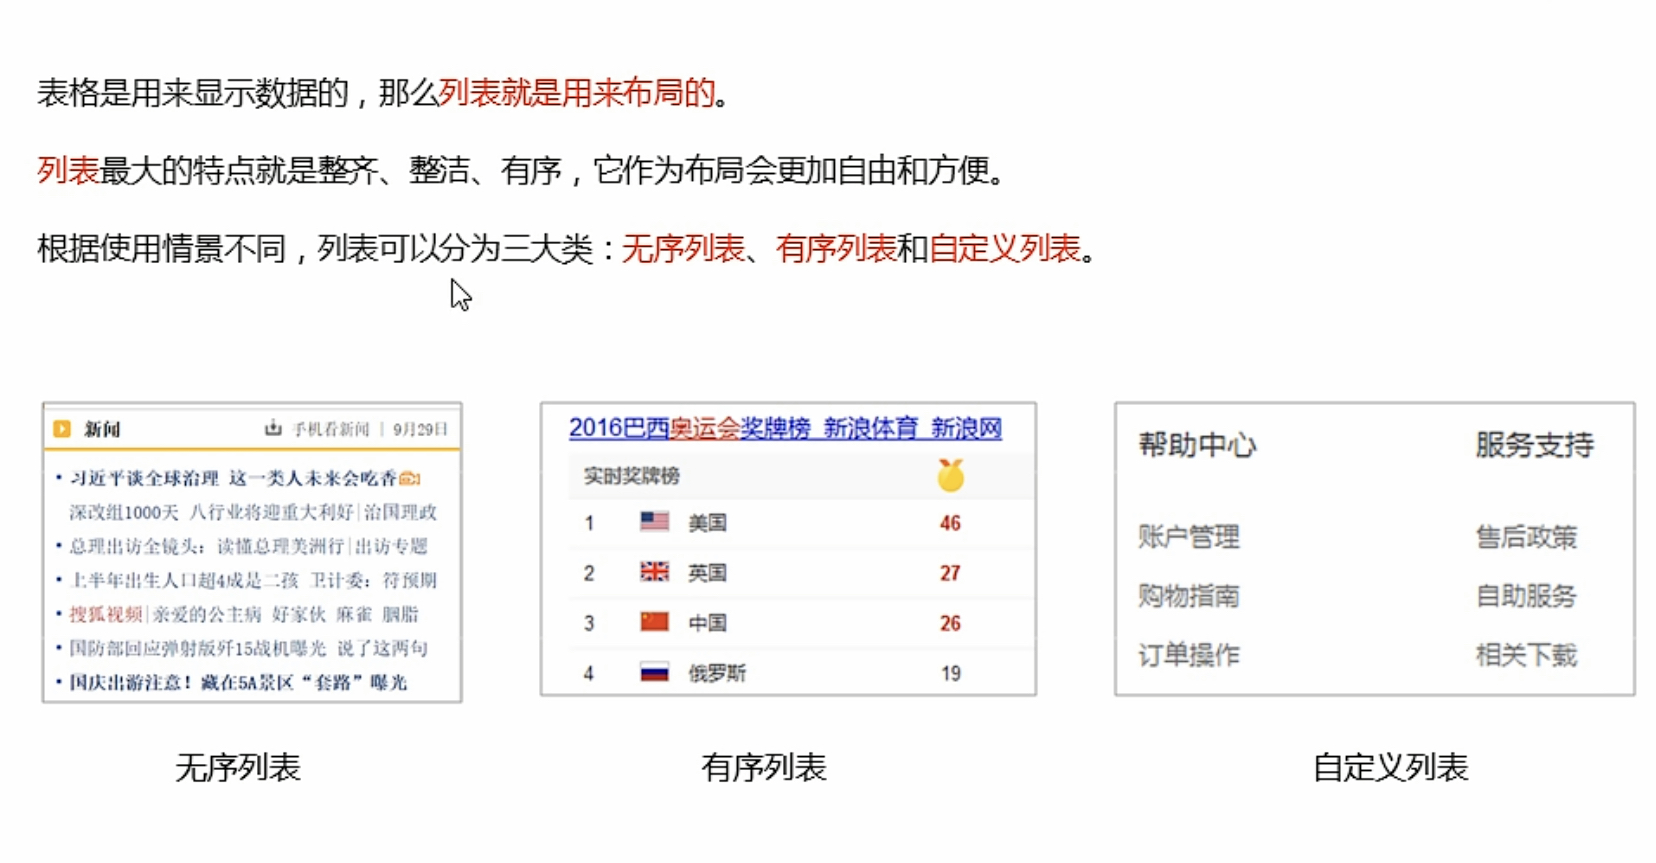 表格是用来显示数据的，那么列表就是用来布局的。
列表最大的特点就是整齐、整洁、有序，它作为布局会更加自由和方便。
根据使用情景不同，列表可以分为三大类：无序列表、有序列表和自定义列表。
新闻 手机看新闻 | 9月29日
• 习近平谈全球治理 这一类人未来会吃香
深改组1000天 八行业将迎重大利好|治国理政
• 总理出访全镜头：读懂总理美洲行|出访专题
• 上半年出生人口超4成是二孩 卫计委：符预期
• 搜狐视频|亲爱的公主病 好家伙 麻雀 胭脂
• 国防部回应弹射版歼15战机曝光 说了这两句
• 国庆出游注意！藏在5A景区“套路”曝光
无序列表
2016巴西奥运会奖牌榜_新浪体育_新浪网
实时奖牌榜
1 美国 46
2 英国 27
3 中国 26
4 俄罗斯 19
有序列表
帮助中心 服务支持
账户管理 售后政策
购物指南 自助服务
订单操作 相关下载
自定义列表